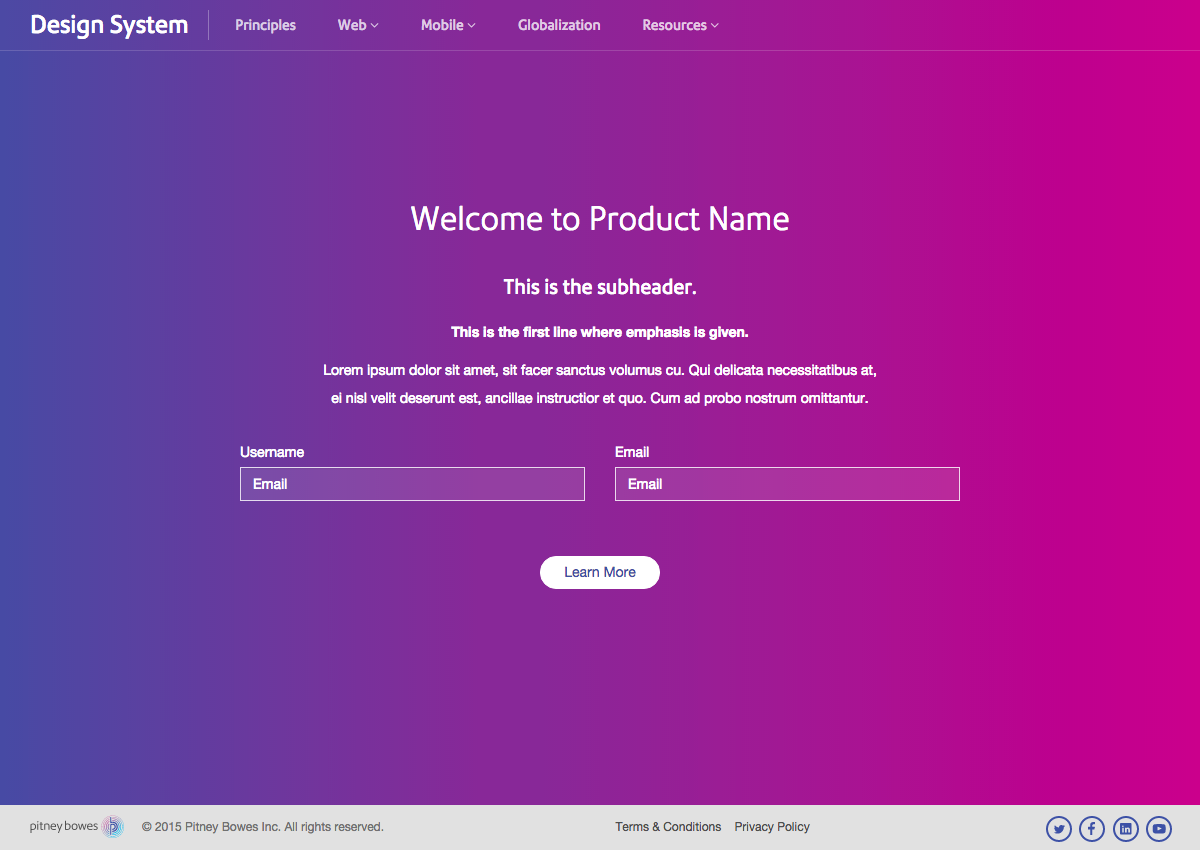 Design System
Principles
Web
Mobile
Globalization
Resources
Welcome to Product Name
This is the subheader.
This is the first line where emphasis is given.
Lorem ipsum dolor sit amet, sit facer sanctus volumus cu. Qui delicata necessitatibus at,
ei nisl velit deserunt est, ancillae instructior et quo. Cum ad probo nostrum omittantur.
Username
Email
Email
Email
Learn More
pitney bowes
© 2015 Pitney Bowes Inc. All rights reserved.
Terms & Conditions
Privacy Policy